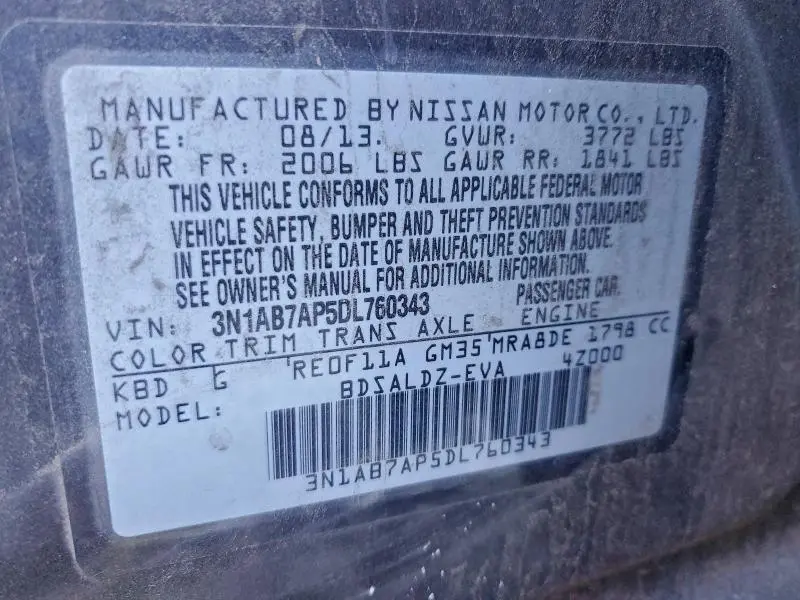 MANUFACTURED BY NISSAN MOTOR CO., LTD.
DATE: 08/13. GVWR: 3772 LBS
GAWR FR: 2006 LBS GAWR RR: 1841 LBS
THIS VEHICLE CONFORMS TO ALL APPLICABLE FEDERAL MOTOR
VEHICLE SAFETY, BUMPER AND THEFT PREVENTION STANDARDS
IN EFFECT ON THE DATE OF MANUFACTURE SHOWN ABOVE.
SEE OWNER'S MANUAL FOR ADDITIONAL INFORMATION.
VIN: 3N1AB7AP5DL760343 PASSENGER CAR.
COLOR TRIM TRANS AXLE ENGINE
KBD G 'RE0F11A GM35'MRA8DE 1798 CC
MODEL: BDSALDZ-EVA 4Z000
3N1AB7AP5DL760343